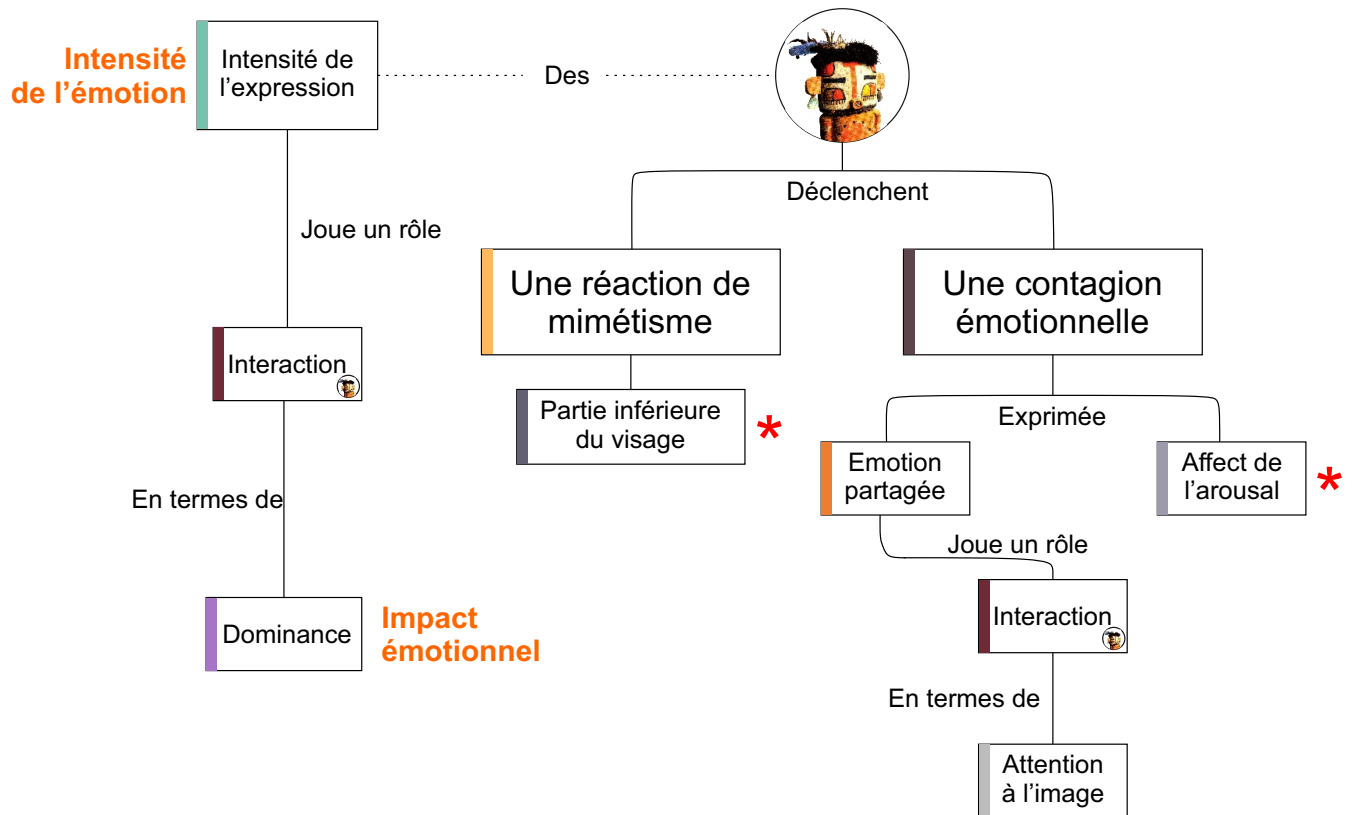 Intensité
de l'émotion
Intensité de
l'expression
Des
Déclenchent
Joue un rôle
Une réaction de
mimétisme
Une contagion
émotionnelle
Interaction
Partie inférieure
du visage
*
Exprimée
Emotion
partagée
Affect de
l'arousal
*
En termes de
Joue un rôle
Dominance
Impact
émotionnel
Interaction
En termes de
Attention
à l'image